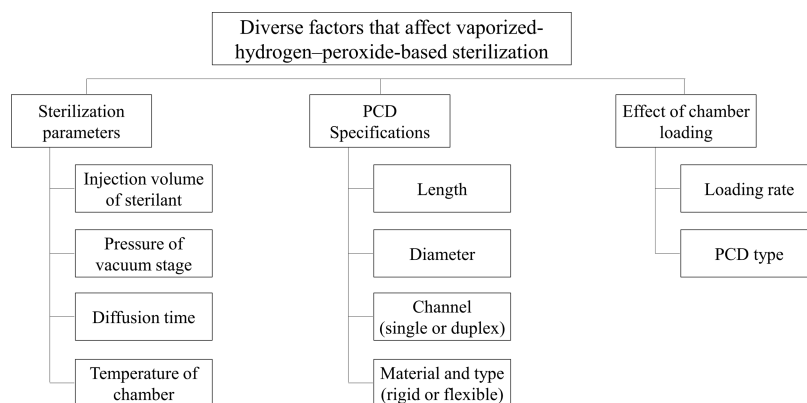 Diverse factors that affect vaporized-
hydrogen–peroxide-based sterilization
Sterilization
parameters
Injection volume
of sterilant
Pressure of
vacuum stage
Diffusion time
Temperature of
chamber
PCD
Specifications
Length
Diameter
Channel
(single or duplex)
Material and type
(rigid or flexible)
Effect of chamber
loading
Loading rate
PCD type